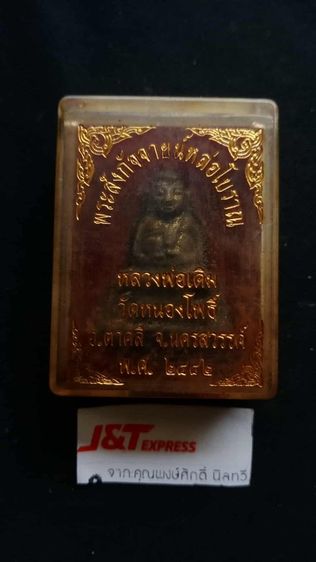 พระสังกัจจายน์หล่อโบราณ
หลวงพ่อเดิม
วัดหนองโพธิ์
อ.ตาคลี จ.นครสวรรค์
พ.ศ. ๒๔๔๒
J&T EXPRESS
จาก.คุณพงษ์ศักดิ์ นิลทวี